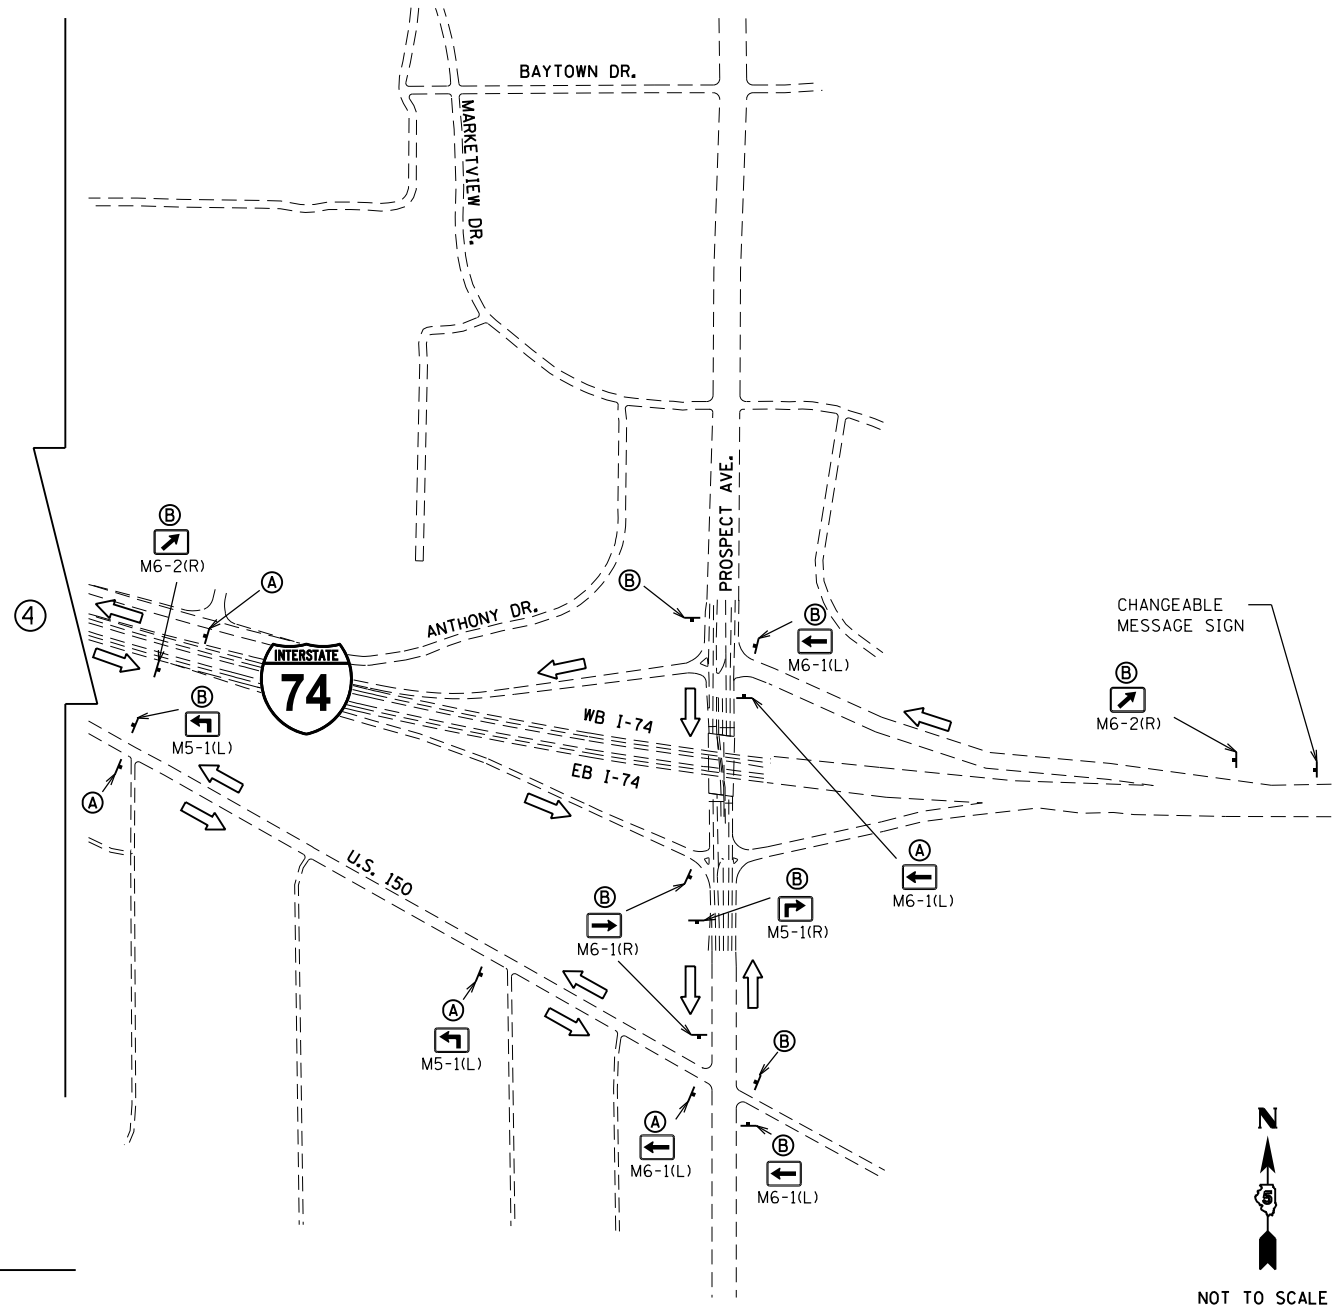 BAYTOWN DR.
MARKETVIEW DR.
PROSPECT AVE.
B
M6-2(R)
A
4
ANTHONY DR.
INTERSTATE
74
B
B
M6-1(L)
CHANGEABLE
MESSAGE SIGN
B
M6-2(R)
WB I-74
EB I-74
B
M5-1(L)
A
U.S. 150
A
M6-1(L)
B
M6-1(R)
B
M5-1(R)
A
M5-1(L)
B
A
M6-1(L)
B
M6-1(L)
N
5
NOT TO SCALE